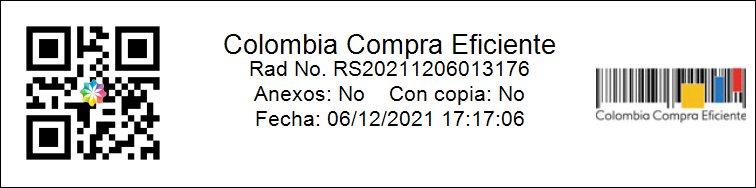 Colombia Compra Eficiente
Rad No. RS20211206013176
Anexos: No Con copia: No
Fecha: 06/12/2021 17:17:06
Colombia Compra Eficiente